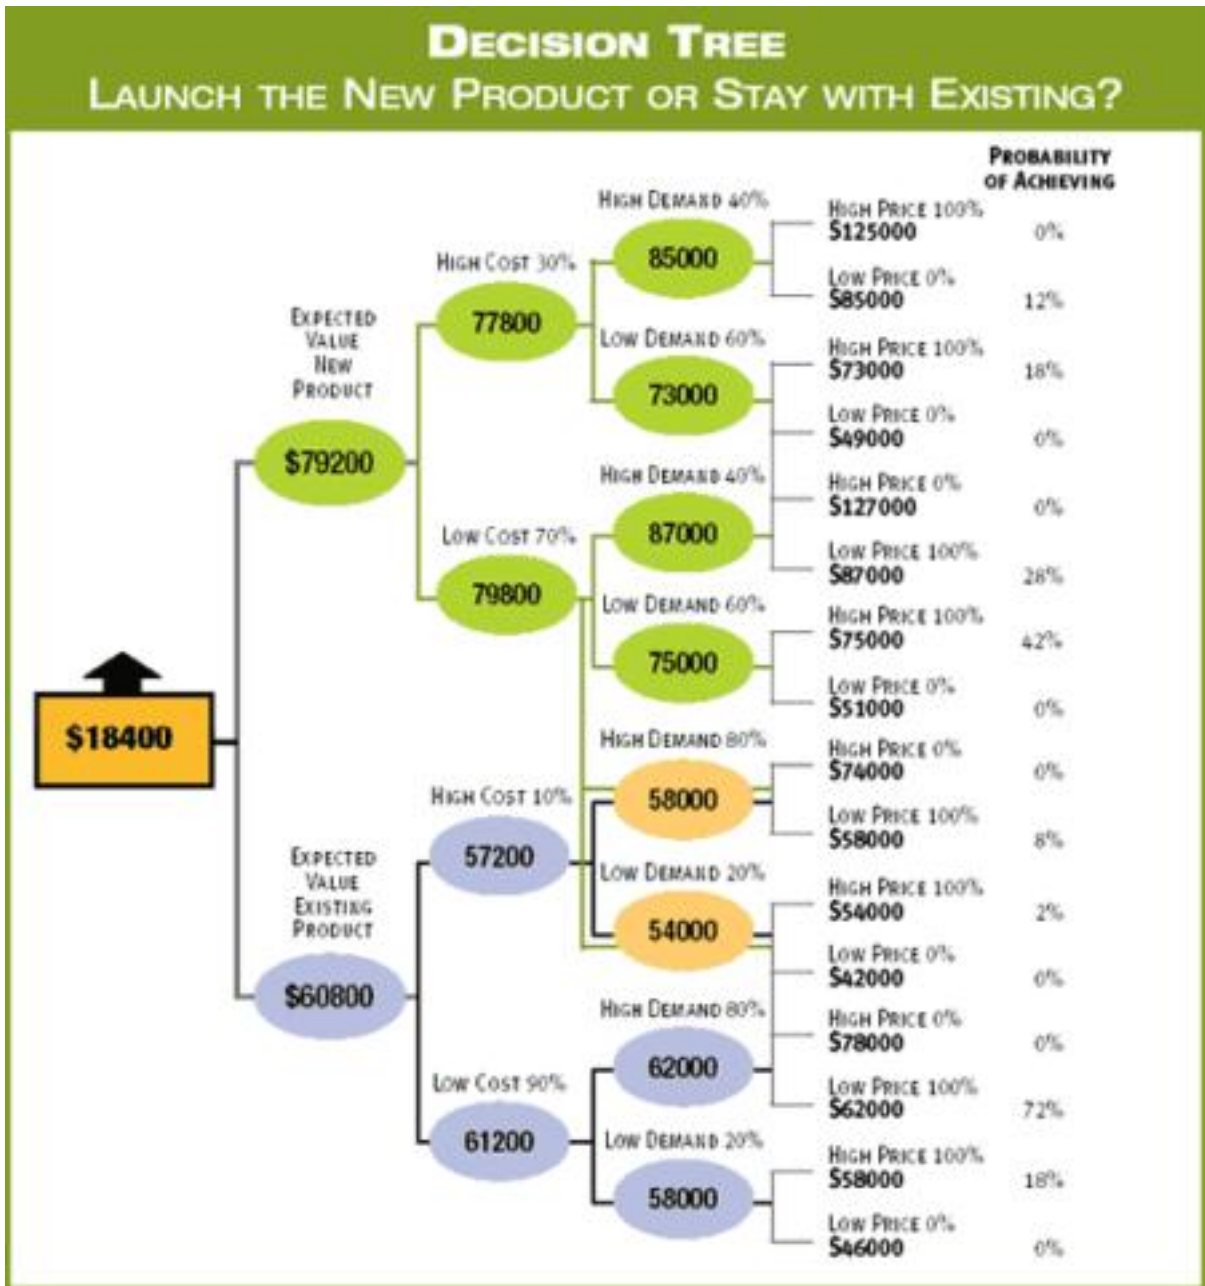 DECISION TREE
LAUNCH THE NEW PRODUCT OR STAY WITH EXISTING?
PROBABILITY
OF ACHIEVING
HIGH DEMAND 40%
HIGH PRICE 100%
$125000 0%
85000
HIGH COST 30%
LOW PRICE 0%
$85000 12%
EXPECTED
VALUE
NEW
PRODUCT
77800
LOW DEMAND 60%
HIGH PRICE 100%
$73000 18%
73000
LOW PRICE 0%
$49000 0%
$79200
HIGH DEMAND 40%
HIGH PRICE 0%
$127000 0%
87000
LOW COST 70%
LOW PRICE 100%
$87000 28%
79800
LOW DEMAND 60%
HIGH PRICE 100%
$75000 42%
75000
LOW PRICE 0%
$51000 0%
$18400
HIGH DEMAND 80%
HIGH PRICE 0%
$74000 0%
58000
HIGH COST 10%
LOW PRICE 100%
$58000 8%
57200
EXPECTED
VALUE
EXISTING
PRODUCT
LOW DEMAND 20%
HIGH PRICE 100%
$54000 2%
54000
LOW PRICE 0%
$42000 0%
$60800
HIGH DEMAND 80%
HIGH PRICE 0%
$78000 0%
62000
LOW COST 90%
LOW PRICE 100%
$62000 72%
61200
LOW DEMAND 20%
HIGH PRICE 100%
$58000 18%
58000
LOW PRICE 0%
$46000 0%